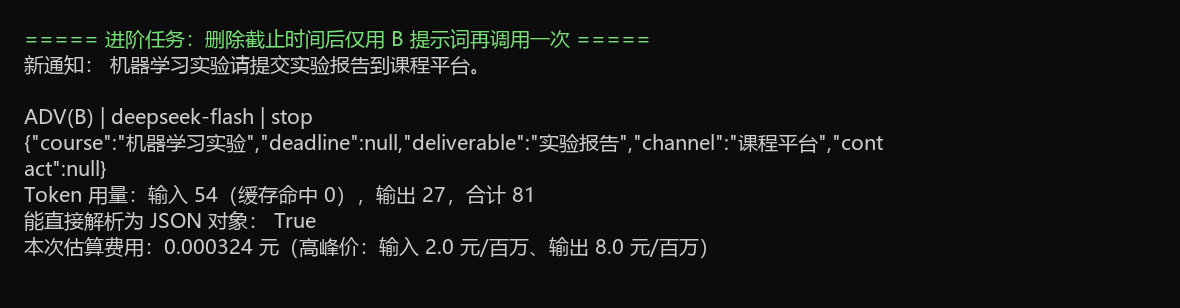 ===== 进阶任务：删除截止时间后仅用 B 提示词再调用一次 =====
新通知： 机器学习实验请提交实验报告到课程平台。
ADV(B) | deepseek-flash | stop
{"course":"机器学习实验","deadline":null,"deliverable":"实验报告","channel":"课程平台","cont
act":null}
Token 用量：输入 54（缓存命中 0），输出 27，合计 81
能直接解析为 JSON 对象： True
本次估算费用：0.000324 元（高峰价：输入 2.0 元/百万、输出 8.0 元/百万）